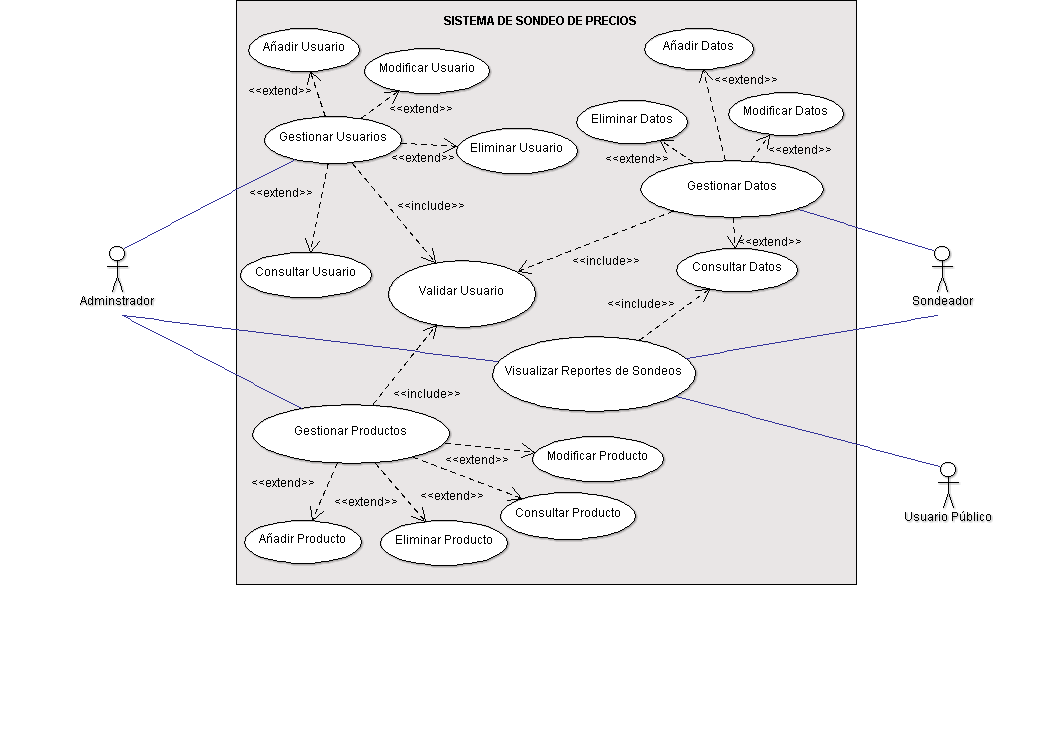 SISTEMA DE SONDEO DE PRECIOS
Añadir Usuario
Añadir Datos
Modificar Usuario
<<extend>>
<<extend>>
<<extend>>
Eliminar Datos
Modificar Datos
Gestionar Usuarios
Eliminar Usuario
<<extend>>
<<extend>>
<<extend>>
Gestionar Datos
<<extend>>
<<include>>
<<extend>>
<<include>>
Consultar Usuario
Consultar Datos
Validar Usuario
Adminstrador
Sondeador
<<include>>
Visualizar Reportes de Sondeos
<<include>>
Gestionar Productos
Modificar Producto
<<extend>>
<<extend>>
<<extend>>
<<extend>>
Consultar Producto
Usuario Público
Añadir Producto
Eliminar Producto